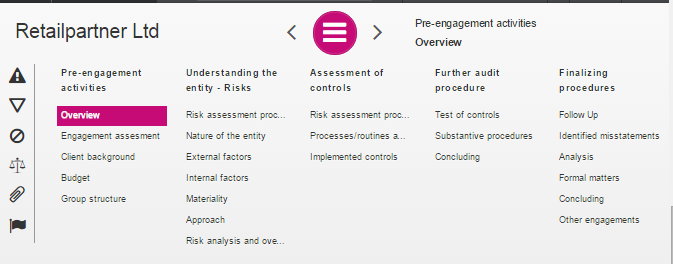 Retailpartner Ltd
Pre-engagement activities
Overview
Pre-engagement
activities
Overview
Engagement assesment
Client background
Budget
Group structure
Understanding the
entity - Risks
Risk assessment proc...
Nature of the entity
External factors
Internal factors
Materiality
Approach
Risk analysis and ove...
Assessment of
controls
Risk assessment proc...
Processes/routines a...
Implemented controls
Further audit
procedure
Test of controls
Substantive procedures
Concluding
Finalizing
procedures
Follow Up
Identified misstatements
Analysis
Formal matters
Concluding
Other engagements